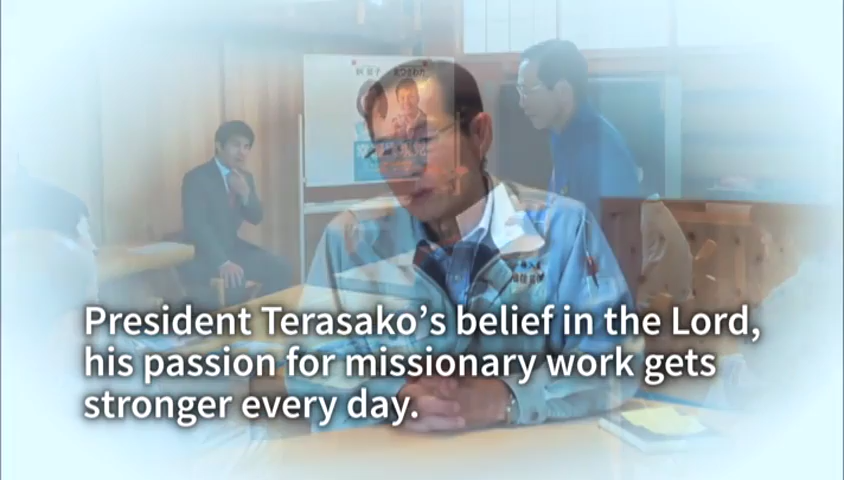 President Terasako's belief in the Lord,
his passion for missionary work gets
stronger every day.